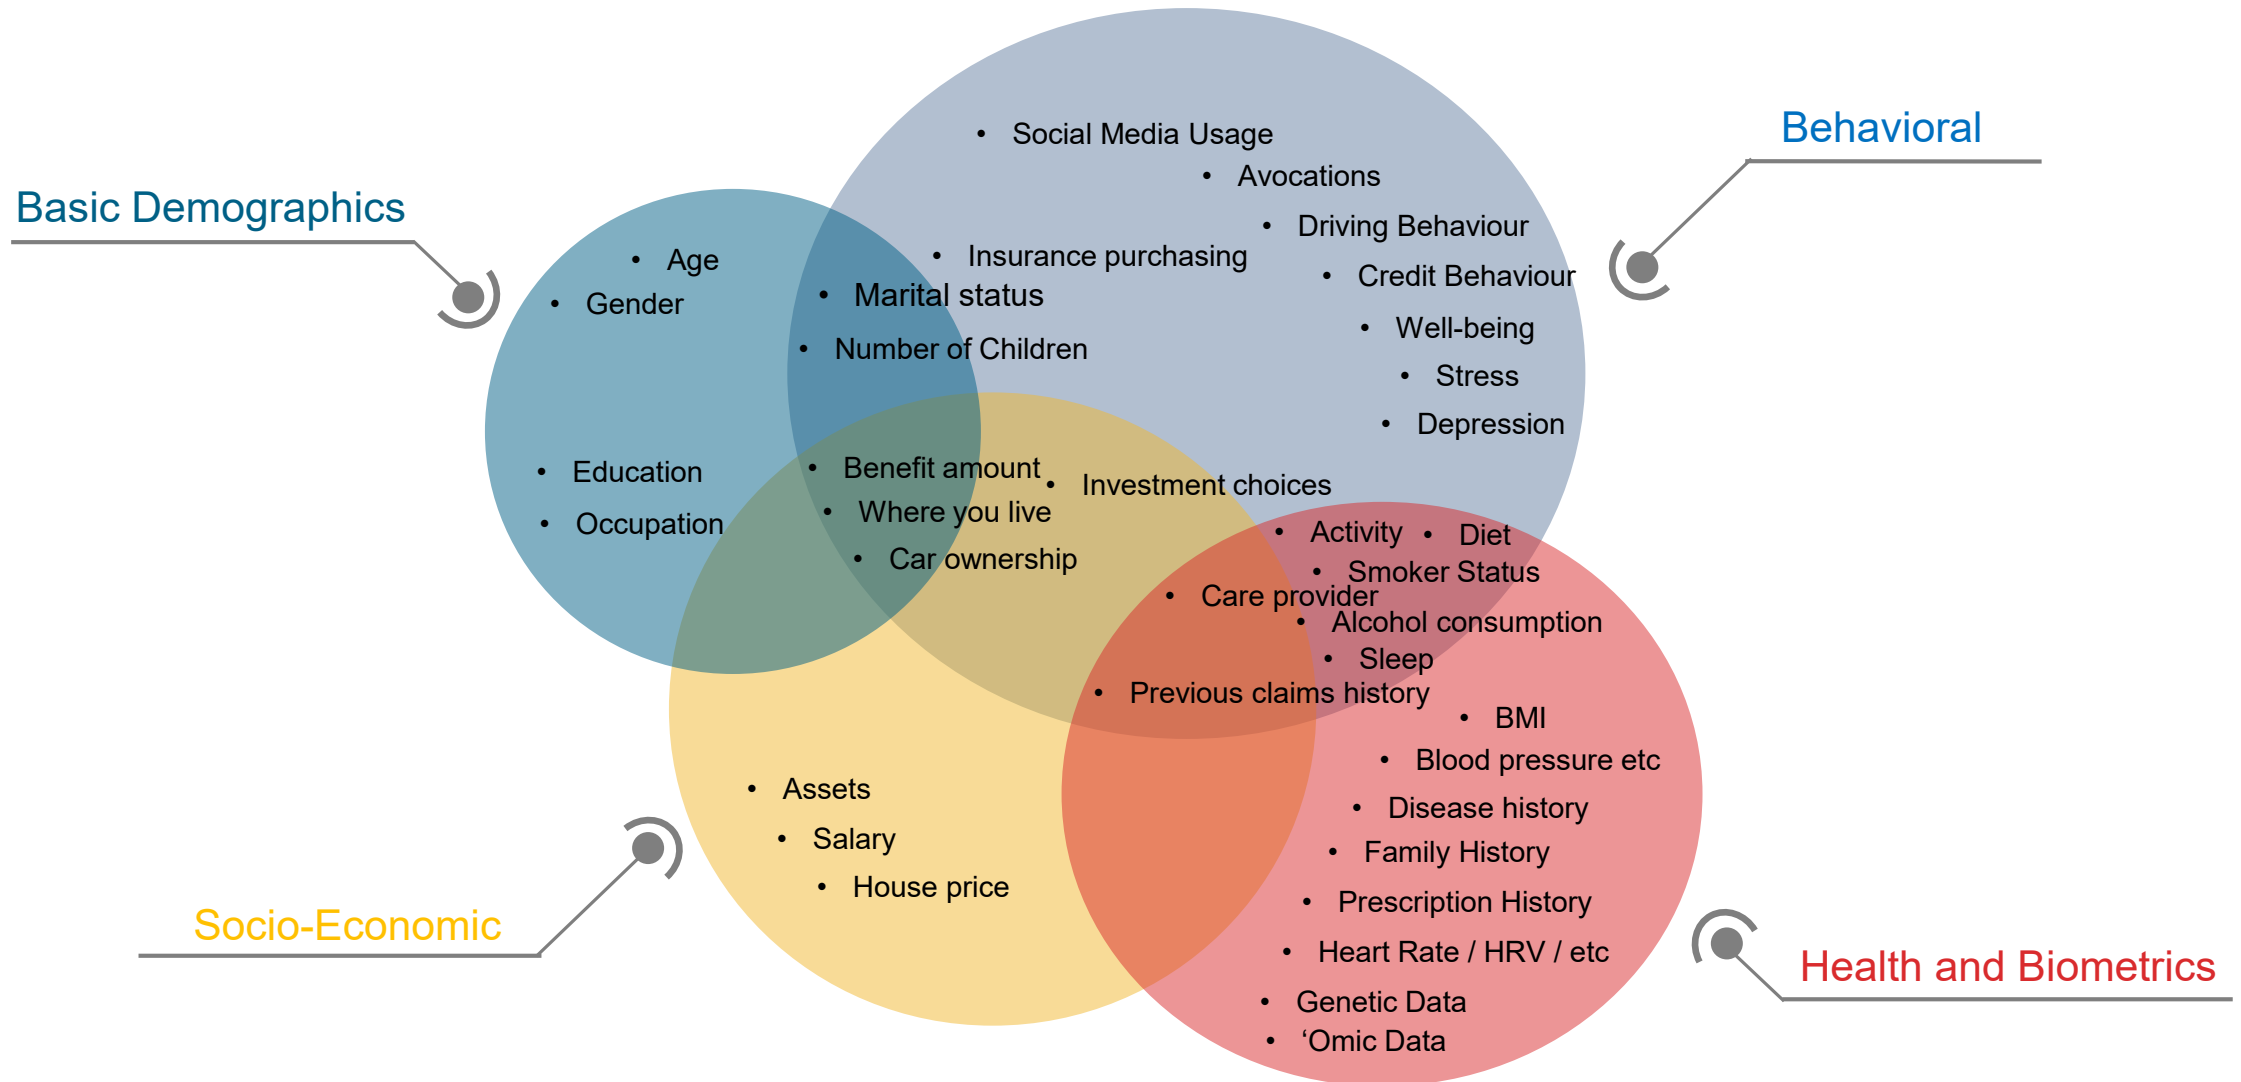 Behavioral
Basic Demographics
• Social Media Usage
• Avocations
• Driving Behaviour
• Insurance purchasing
• Credit Behaviour
• Age
• Gender
• Marital status
• Number of Children
• Well-being
• Stress
• Depression
• Education
• Occupation
• Benefit amount
• Where you live
• Car ownership
• Investment choices
• Activity
• Diet
• Smoker Status
• Care provider
• Alcohol consumption
• Sleep
• Previous claims history
• BMI
• Blood pressure etc
• Disease history
• Family History
• Prescription History
• Heart Rate / HRV / etc
• Genetic Data
• ‘Omic Data
• Assets
• Salary
• House price
Socio-Economic
Health and Biometrics